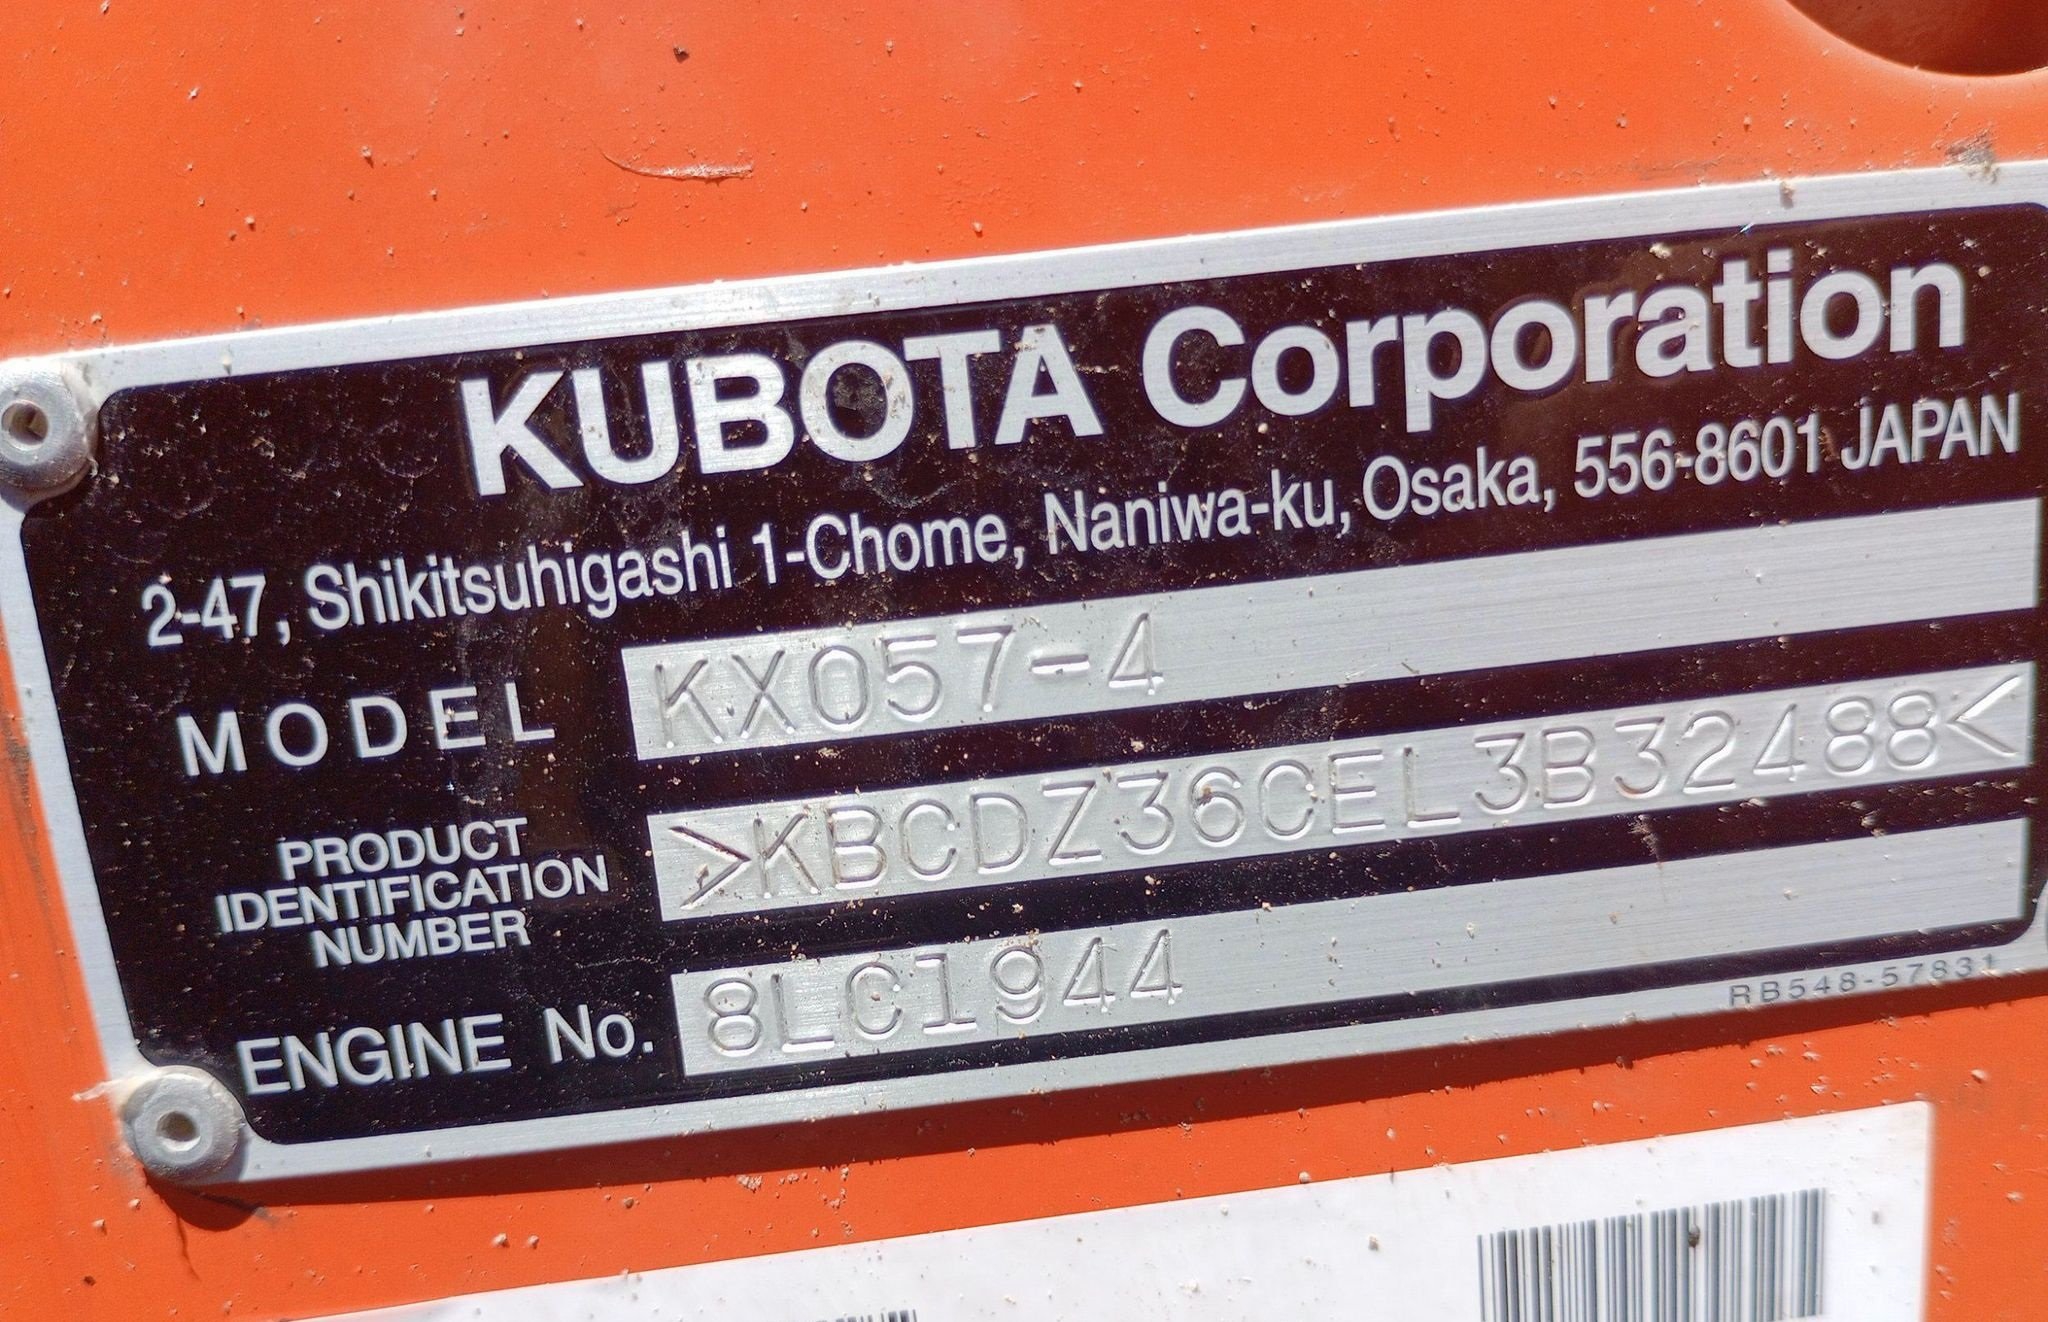 KUBOTA Corporation
2-47, Shikitsuhigashi 1-Chome, Naniwa-ku, Osaka, 556-8601 JAPAN
MODEL KX057-4
PRODUCT
IDENTIFICATION
NUMBER
>KBCDZ36CEL3B32488<
ENGINE No. 8LC1944
RB548-57831